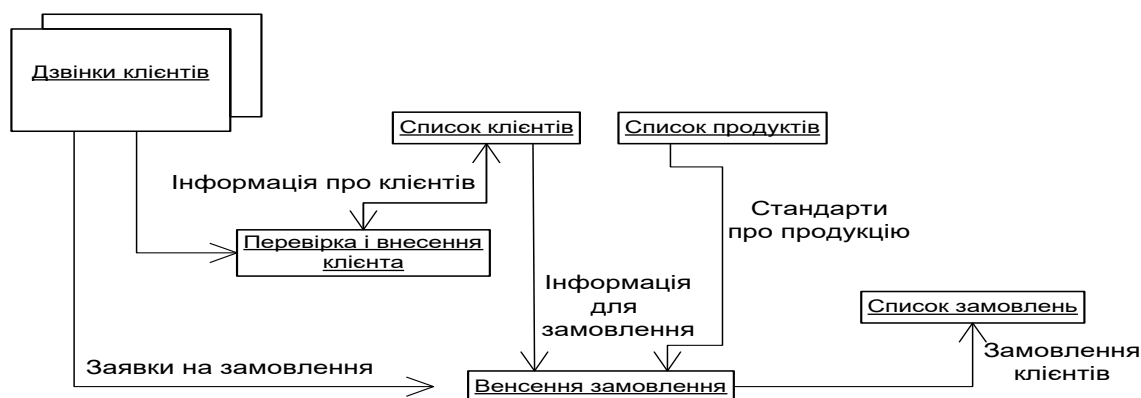 Дзвінки клієнтів
Список клієнтів
Список продуктів
Інформація про клієнтів
Стандарти
про продукцію
Перевірка і внесення
клієнта
Інформація
для
замовлення
Список замовлень
Заявки на замовлення
Венсення замовлення
Замовлення
клієнтів